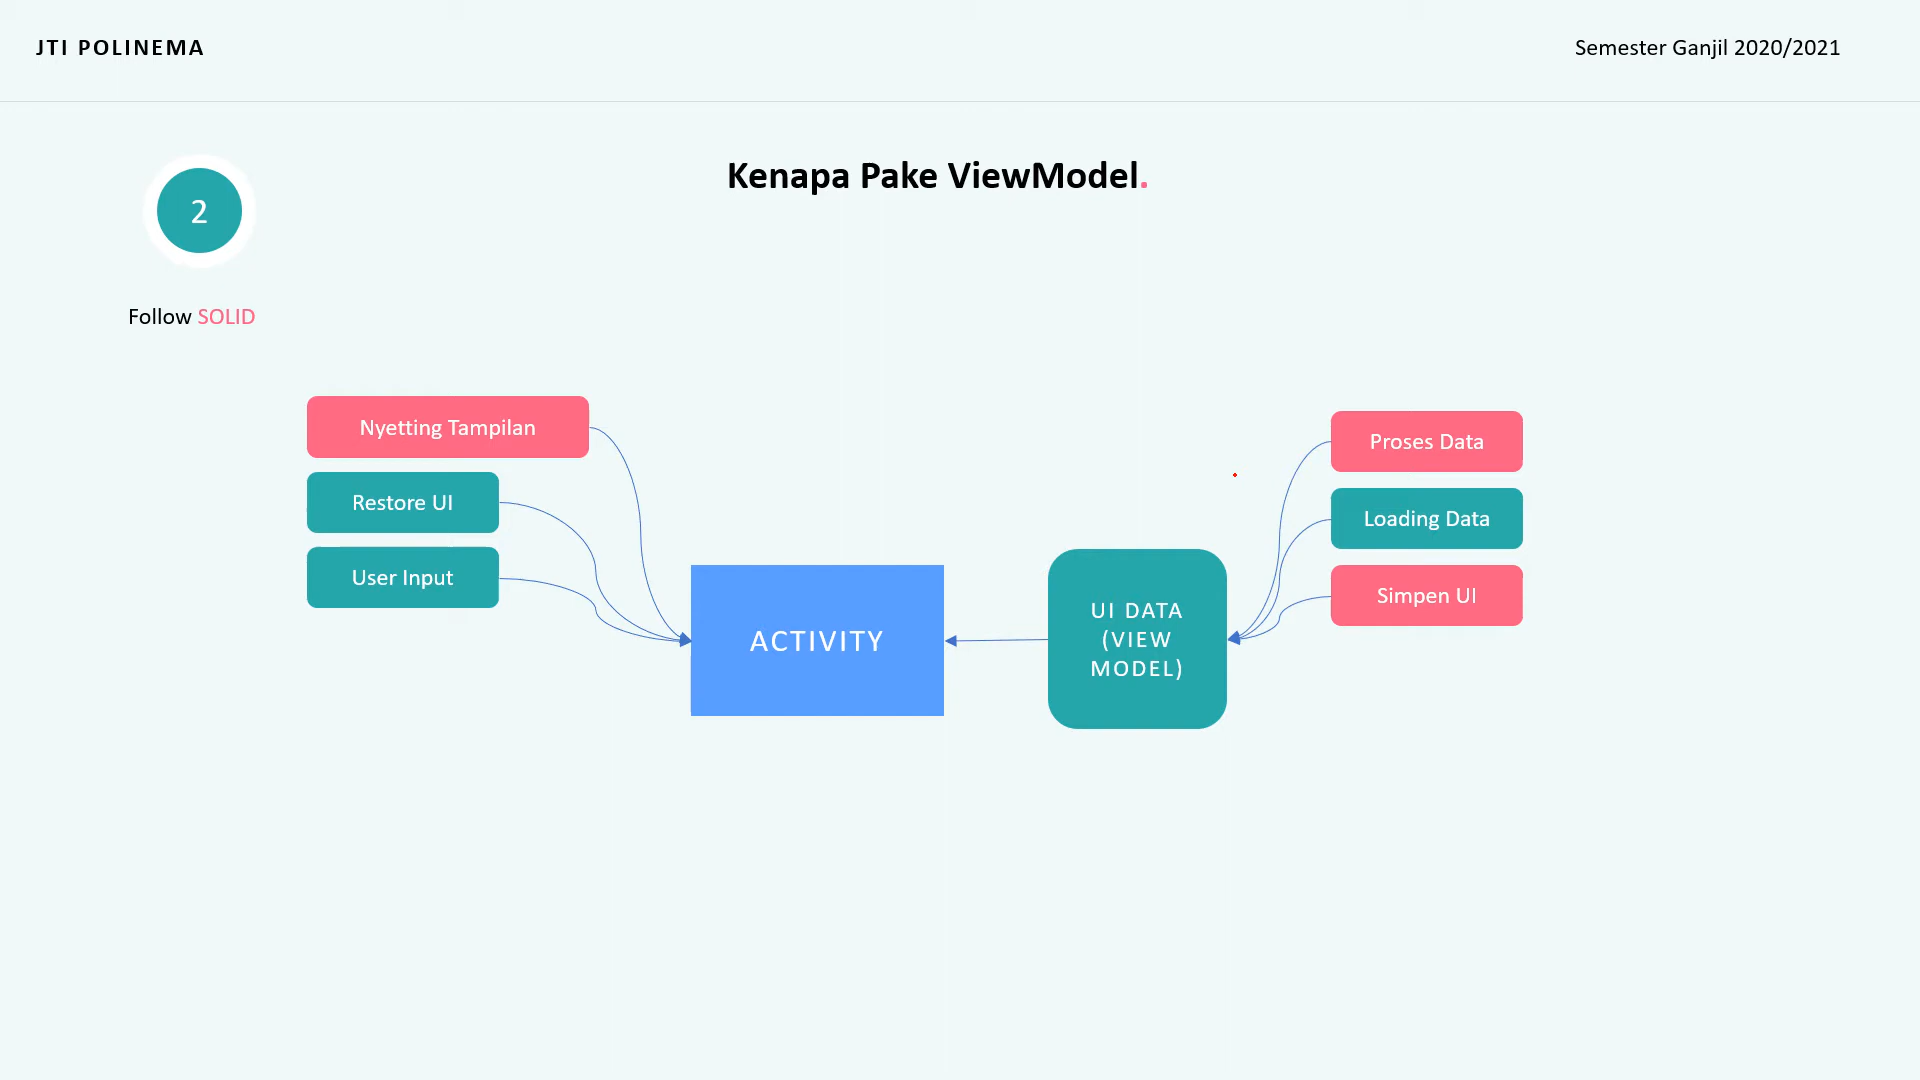 JTI POLINEMA
Semester Ganjil 2020/2021
Kenapa Pake ViewModel.
2
Follow SOLID
Nyetting Tampilan
Restore UI
User Input
ACTIVITY
UI DATA
(VIEW
MODEL)
Proses Data
Loading Data
Simpen UI